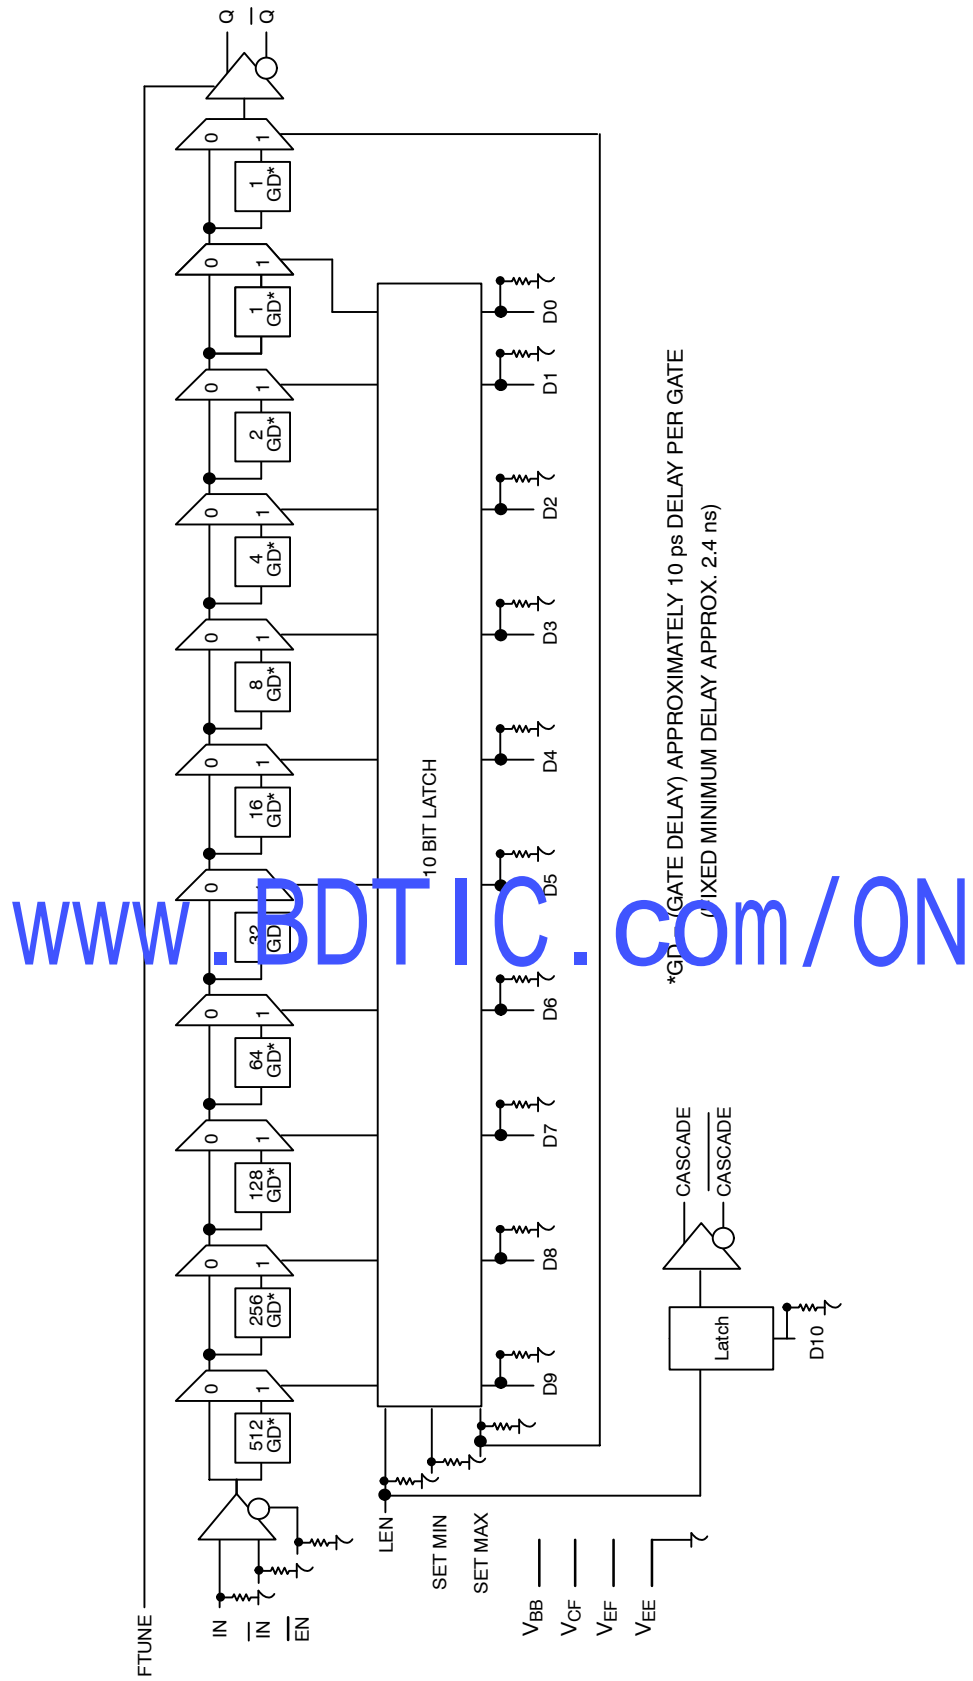 FTUNE
IN
IN
EN
512
GD*
0
1
256
GD*
0
1
128
GD*
0
1
64
GD*
0
1
32
GD
0
16
GD*
0
1
8
GD*
0
1
4
GD*
0
1
2
GD*
0
1
1
GD*
0
1
1
GD*
0
1
Q
Q
10 BIT LATCH
LEN
SET MIN
SET MAX
D9
D8
D7
D6
D5
D4
D3
D2
D1
D0
VBB
VCF
VEF
VEE
Latch
D10
CASCADE
CASCADE
*GD (GATE DELAY) APPROXIMATELY 10 ps DELAY PER GATE
(FIXED MINIMUM DELAY APPROX. 2.4 ns)
www.BDTIC.com/ON